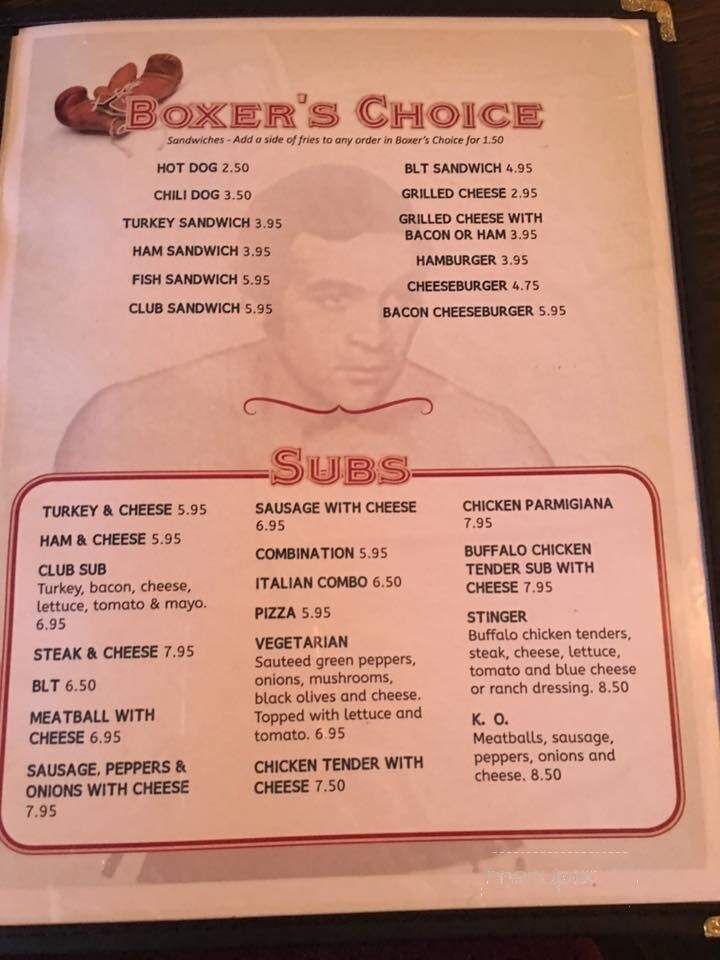 BOXER'S CHOICE
Sandwiches - Add a side of fries to any order in Boxer's Choice for 1.50
HOT DOG 2.50
CHILI DOG 3.50
TURKEY SANDWICH 3.95
HAM SANDWICH 3.95
FISH SANDWICH 5.95
CLUB SANDWICH 5.95
BLT SANDWICH 4.95
GRILLED CHEESE 2.95
GRILLED CHEESE WITH
BACON OR HAM 3.95
HAMBURGER 3.95
CHEESEBURGER 4.75
BACON CHEESEBURGER 5.95
SUBS
TURKEY & CHEESE 5.95
HAM & CHEESE 5.95
CLUB SUB
Turkey, bacon, cheese,
lettuce, tomato & mayo.
6.95
STEAK & CHEESE 7.95
BLT 6.50
MEATBALL WITH
CHEESE 6.95
SAUSAGE, PEPPERS &
ONIONS WITH CHEESE
7.95
SAUSAGE WITH CHEESE
6.95
COMBINATION 5.95
ITALIAN COMBO 6.50
PIZZA 5.95
VEGETARIAN
Sauteed green peppers,
onions, mushrooms,
black olives and cheese.
Topped with lettuce and
tomato. 6.95
CHICKEN TENDER WITH
CHEESE 7.50
CHICKEN PARMIGIANA
7.95
BUFFALO CHICKEN
TENDER SUB WITH
CHEESE 7.95
STINGER
Buffalo chicken tenders,
steak, cheese, lettuce,
tomato and blue cheese
or ranch dressing. 8.50
K. O.
Meatballs, sausage,
peppers, onions and
cheese. 8.50